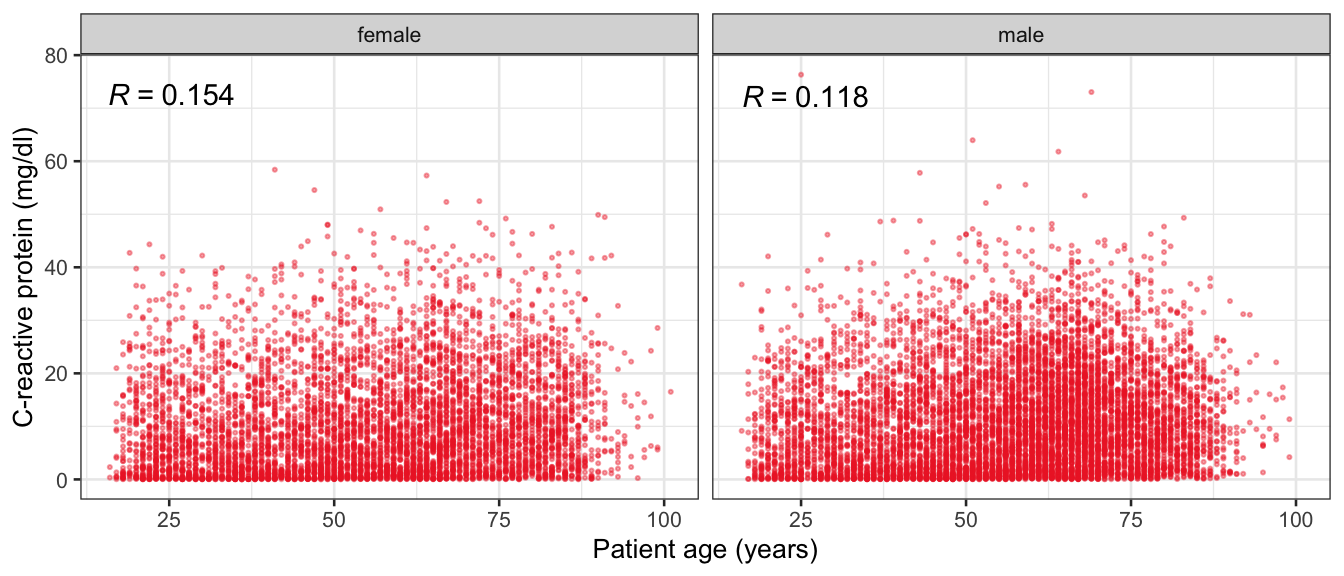 female
male
R = 0.154
R = 0.118
C-reactive protein (mg/dl)
80
60
40
20
0
25 50 75 100
25 50 75 100
Patient age (years)